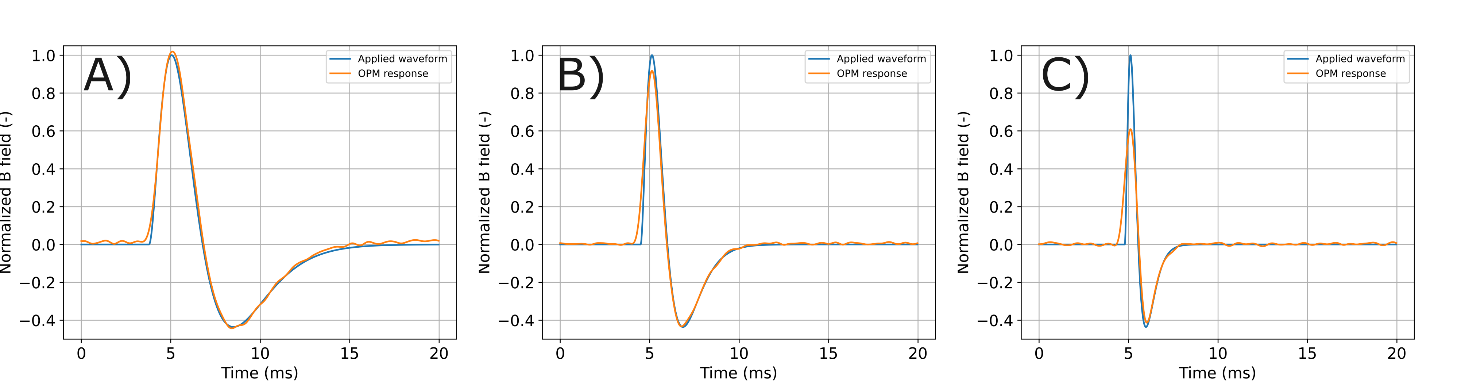 A)
Applied waveform
OPM response
1.0
0.8
0.6
0.4
0.2
0.0
−0.2
−0.4
Normalized B field (-)
0 5 10 15 20
Time (ms)
B)
Applied waveform
OPM response
1.0
0.8
0.6
0.4
0.2
0.0
−0.2
−0.4
Normalized B field (-)
0 5 10 15 20
Time (ms)
C)
Applied waveform
OPM response
1.0
0.8
0.6
0.4
0.2
0.0
−0.2
−0.4
Normalized B field (-)
0 5 10 15 20
Time (ms)